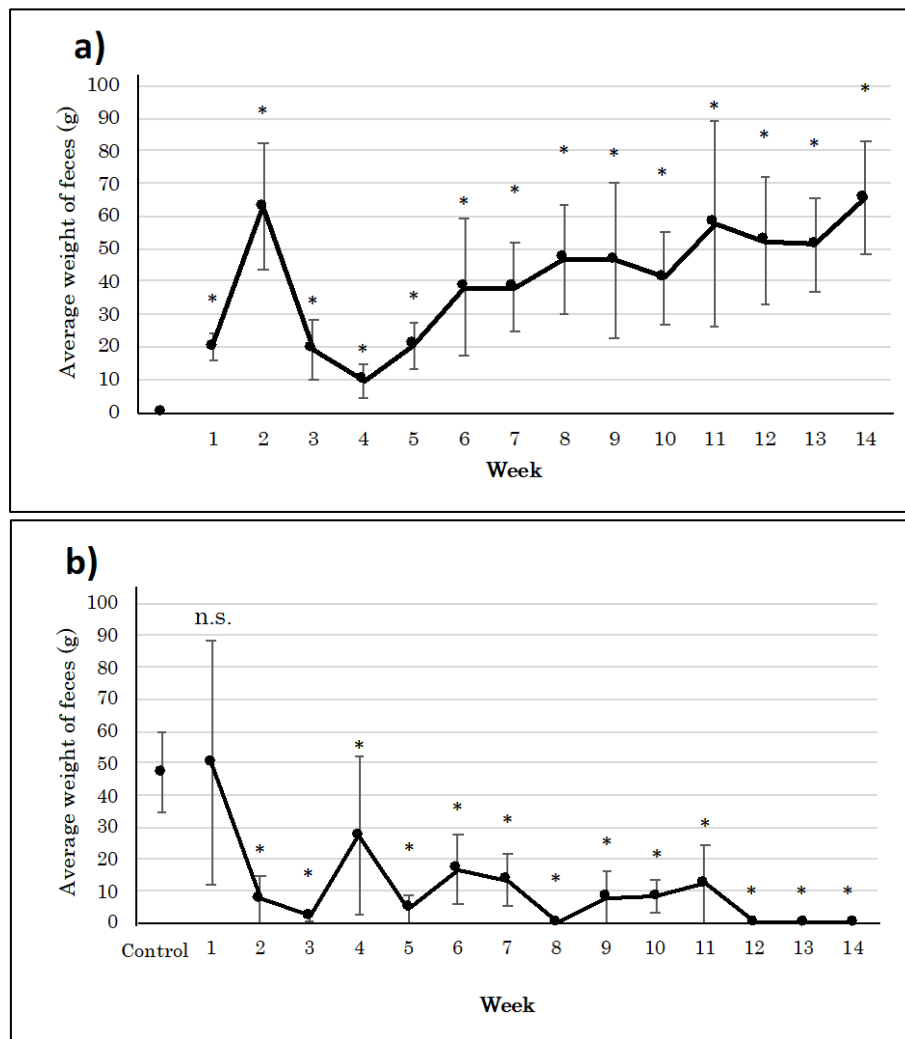 a)
Average weight of feces (g)
100
90
80
70
60
50
40
30
20
10
0
* * * * * * * * * * * * * *
1 2 3 4 5 6 7 8 9 10 11 12 13 14
Week
b)
Average weight of feces (g)
100
90
80
70
60
50
40
30
20
10
0
n.s.
* * * * * * * * * * * * *
Control 1 2 3 4 5 6 7 8 9 10 11 12 13 14
Week